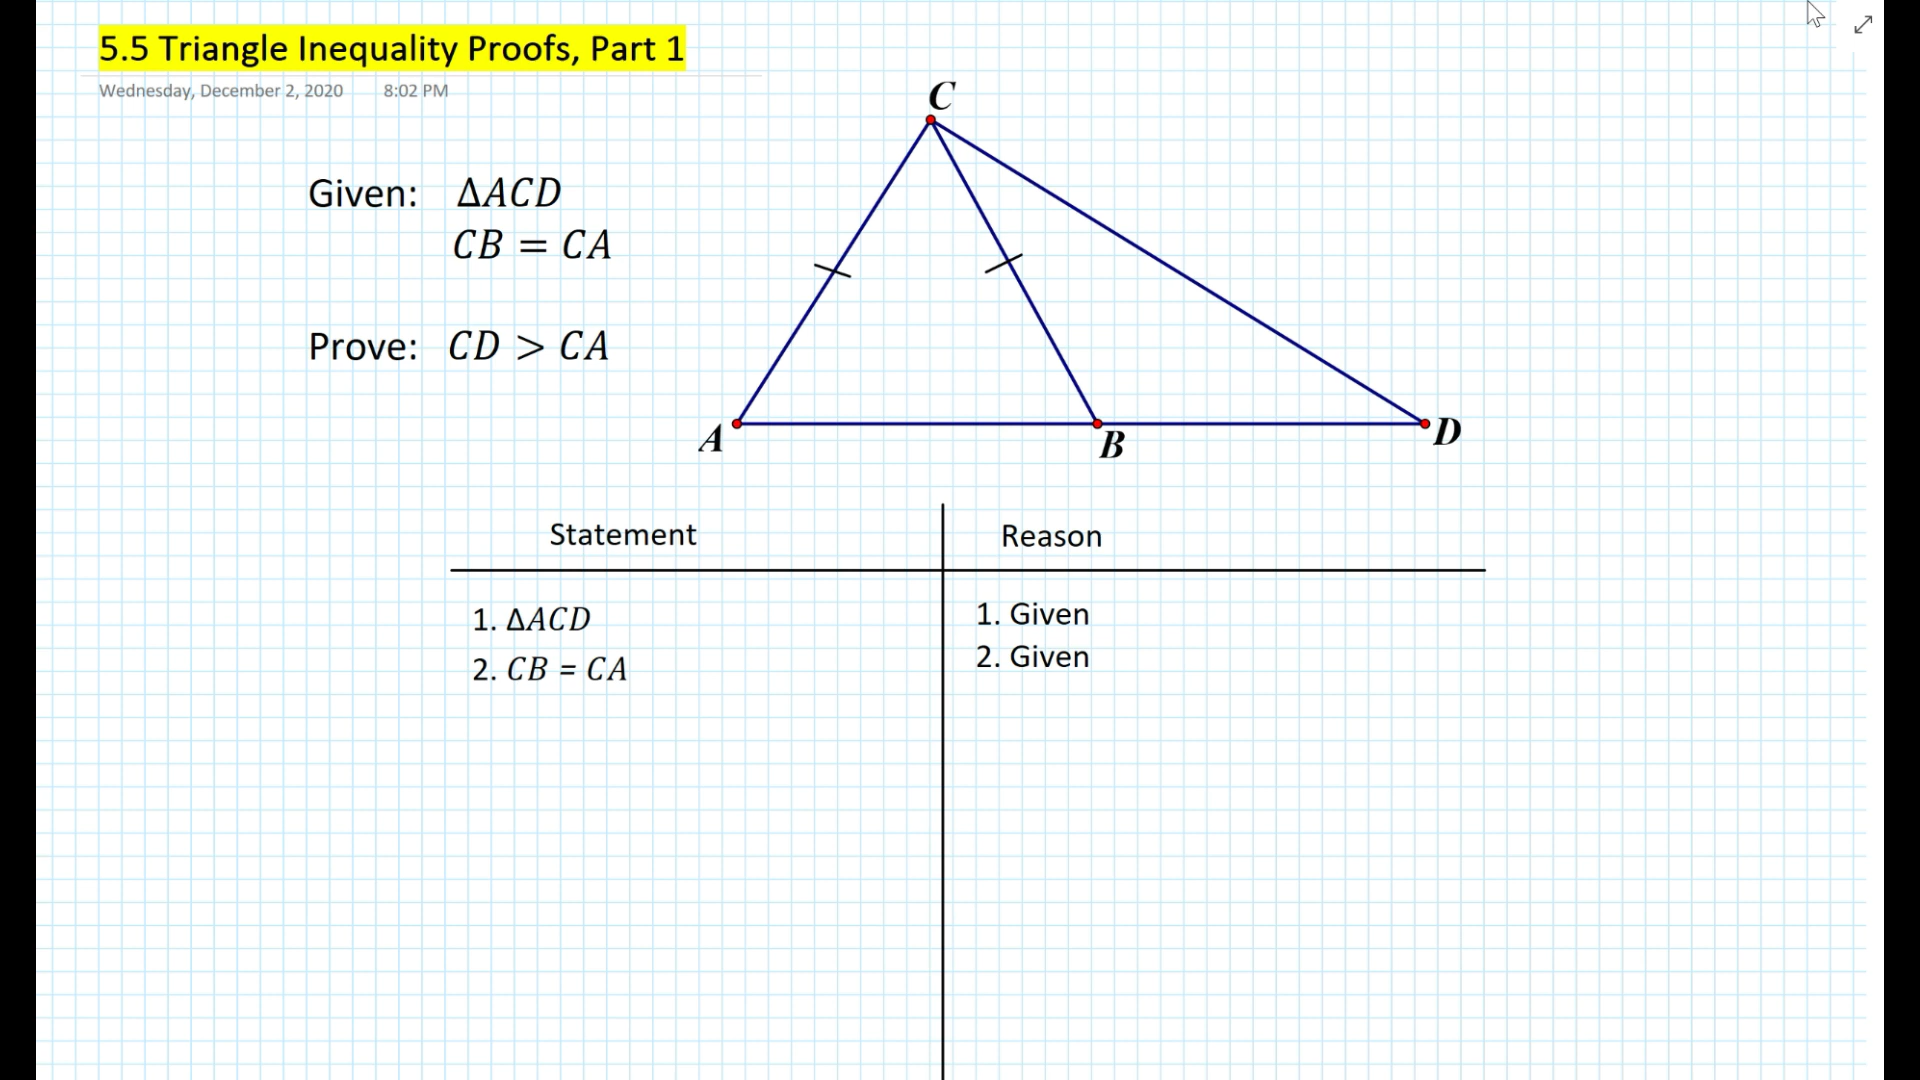 5.5 Triangle Inequality Proofs, Part 1
Wednesday, December 2, 2020 8:02 PM
Given: ΔACD
CB = CA
Prove: CD > CA
C
A
B
D
Statement
Reason
1. ΔACD
2. CB = CA
1. Given
2. Given